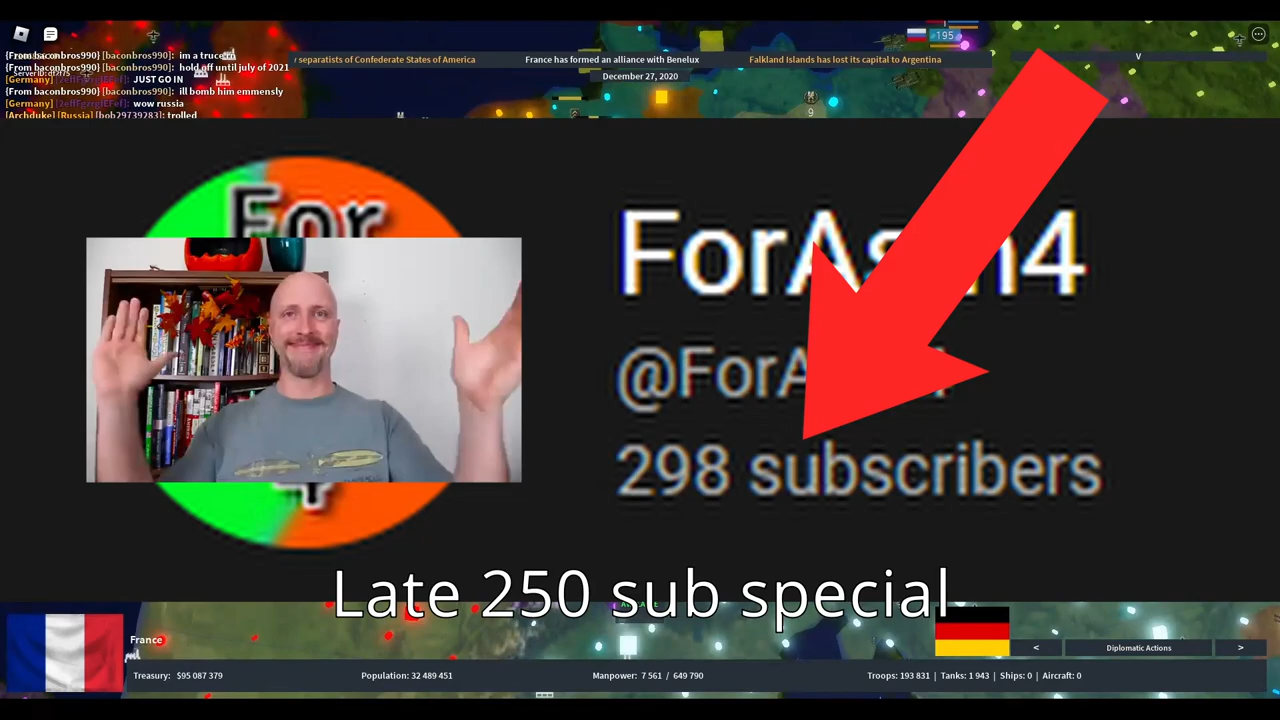 {From baconbros990} [baconbros990]: im a truce
{From baconbros990} [baconbros990]: hold off until july of 2021
[Germany] JUST GO IN
{From baconbros990} [baconbros990]: ill bomb him emmensly
[Germany] wow russia
[Archduke] [Russia] [bob29739283]: trolled
separatists of Confederate States of America
France has formed an alliance with Benelux
Falkland Islands has lost its capital to Argentina
December 27, 2020
195
V
9
For
4
@ForA
298 subscribers
Late 250 sub special
France
< Diplomatic Actions >
Treasury: $95 087 379 Population: 32 489 451 Manpower: 7 561 / 649 790 Troops: 193 831 | Tanks: 1 943 | Ships: 0 | Aircraft: 0